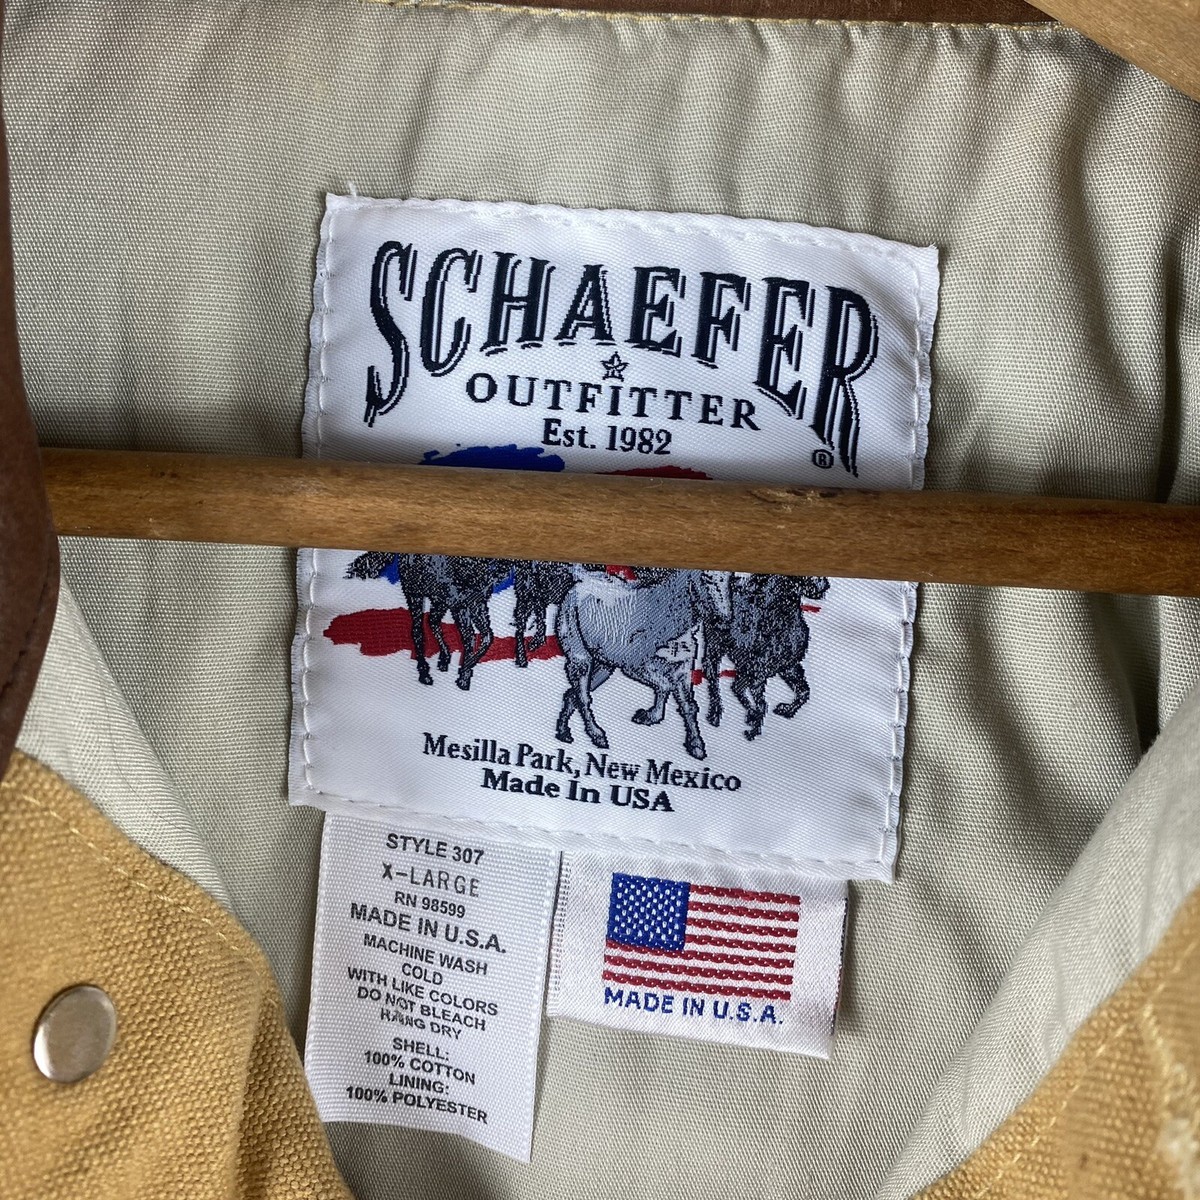 SCHAEFER
OUTFITTER
Est. 1982
®
Mesilla Park, New Mexico
Made In USA
STYLE 307
X-LARGE
RN 98599
MADE IN U.S.A.
MACHINE WASH
COLD
WITH LIKE COLORS
DO NOT BLEACH
HANG DRY
SHELL:
100% COTTON
LINING:
100% POLYESTER
MADE IN U.S.A.